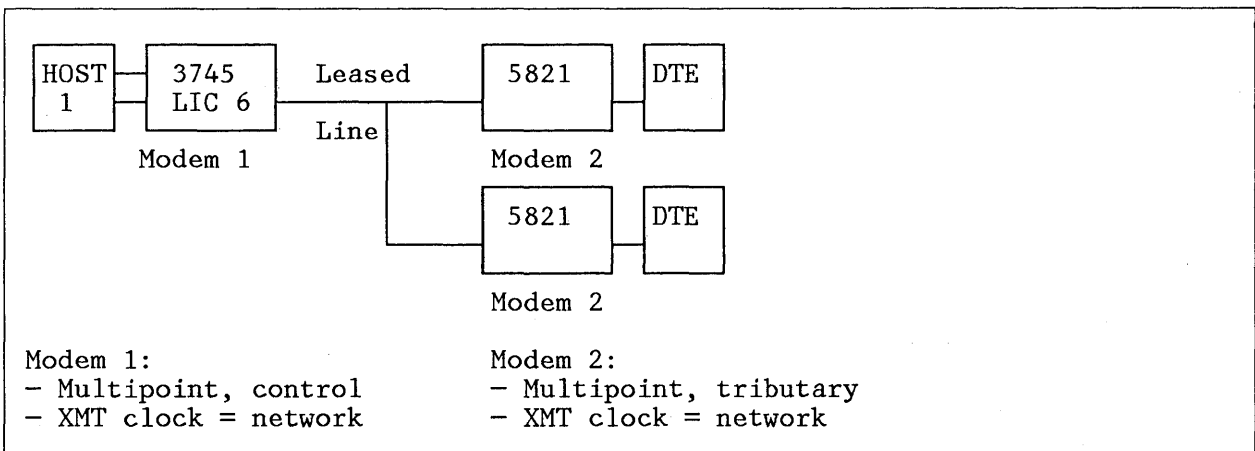 HOST 3745 Leased 5821 DTE
1 LIC 6
Line
Modem 1 Modem 2
5821 DTE
Modem 2
Modem 1: Modem 2:
— Multipoint, control — Multipoint, tributary
— XMT clock = network — XMT clock = network